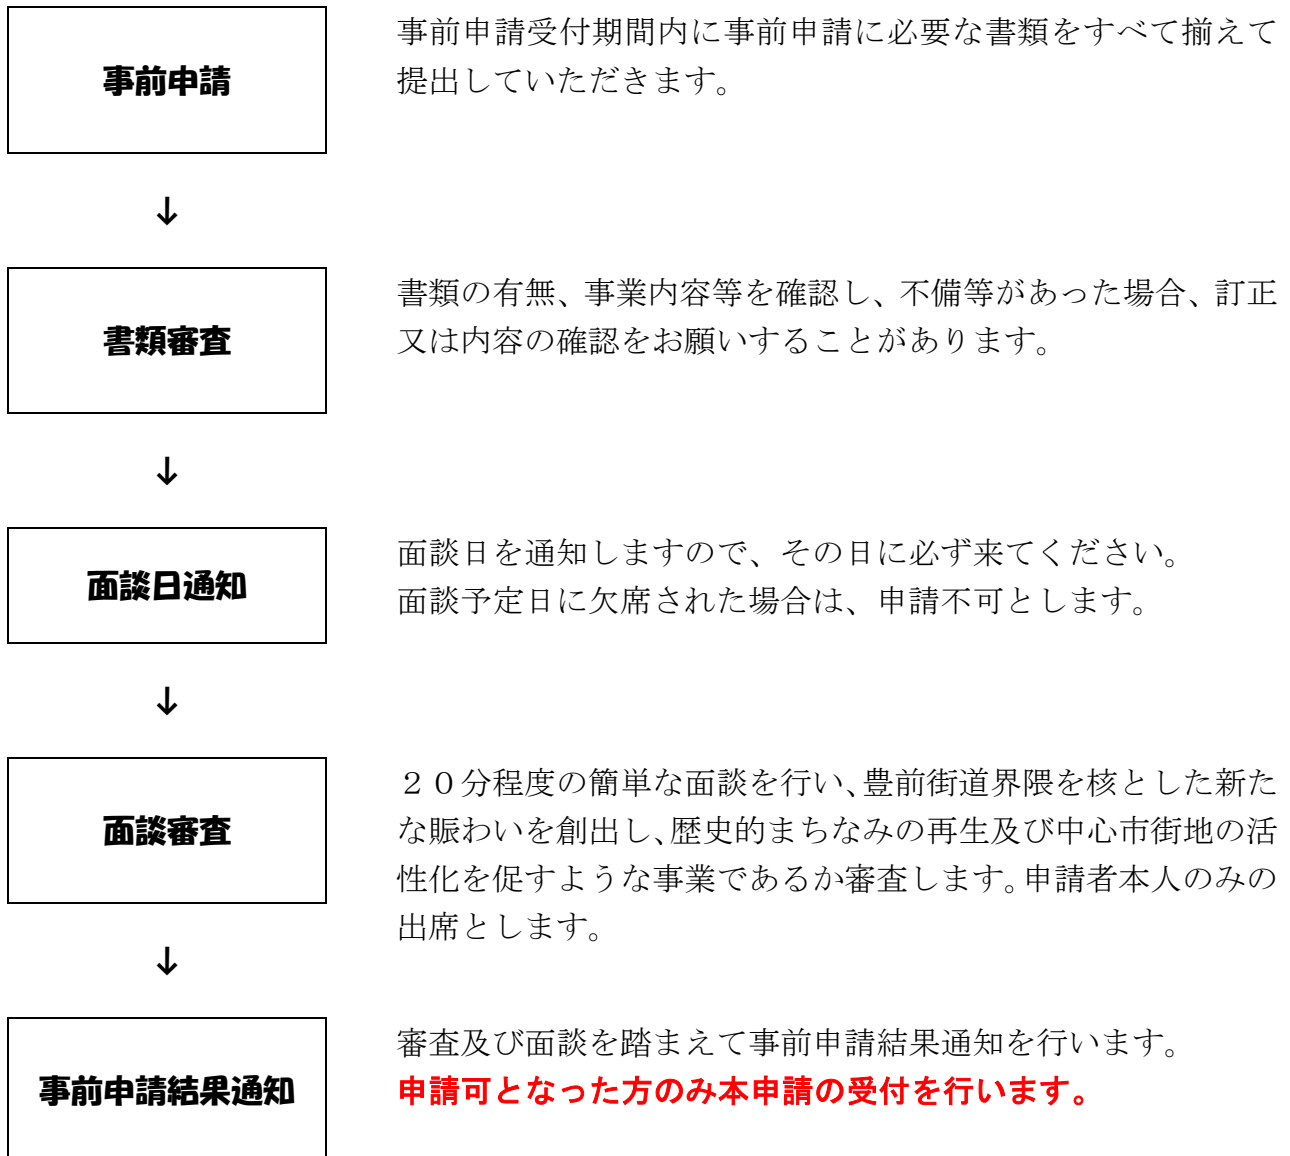 事前申請
事前申請受付期間内に事前申請に必要な書類をすべて揃えて
提出していただきます。
↓
書類審査
書類の有無、事業内容等を確認し、不備等があった場合、訂正
又は内容の確認をお願いすることがあります。
↓
面談日通知
面談日を通知しますので、その日に必ず来てください。
面談予定日に欠席された場合は、申請不可とします。
↓
面談審査
２０分程度の簡単な面談を行い、豊前街道界隈を核とした新た
な賑わいを創出し、歴史的まちなみの再生及び中心市街地の活
性化を促すような事業であるか審査します。申請者本人のみの
出席とします。
↓
事前申請結果通知
審査及び面談を踏まえて事前申請結果通知を行います。
申請可となった方のみ本申請の受付を行います。